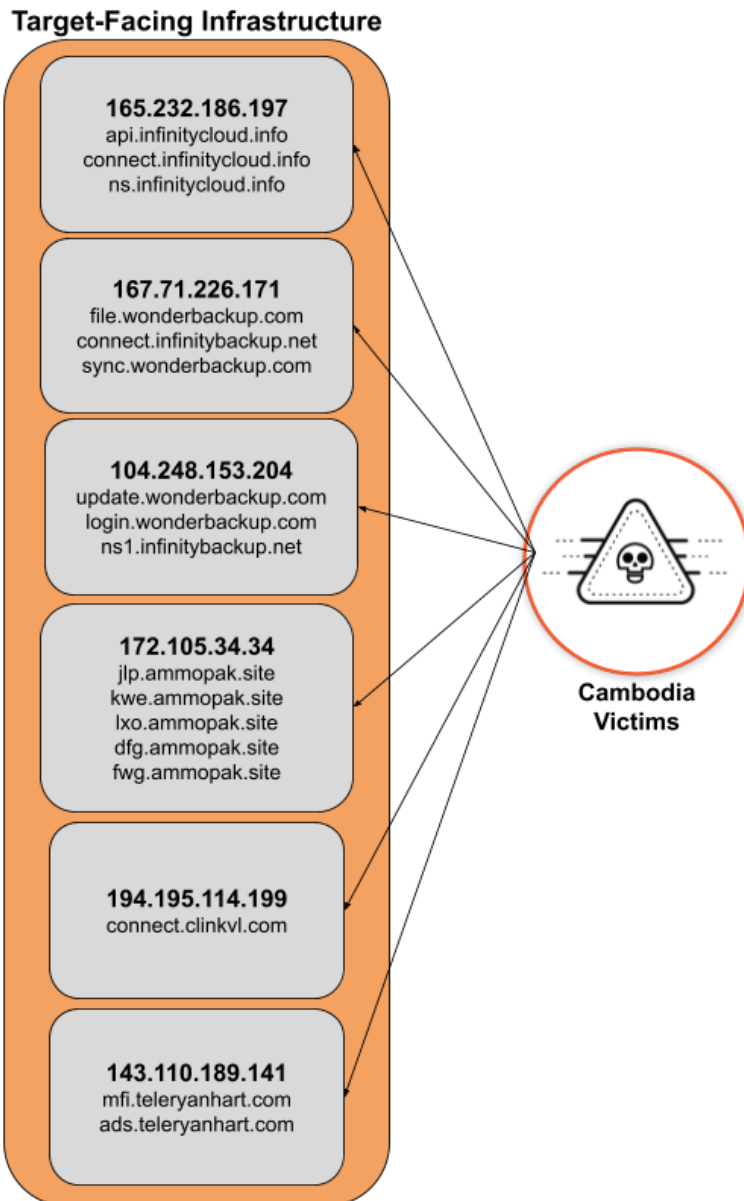 Target-Facing Infrastructure
165.232.186.197
api.infinitycloud.info
connect.infinitycloud.info
ns.infinitycloud.info
167.71.226.171
file.wonderbackup.com
connect.infinitybackup.net
sync.wonderbackup.com
104.248.153.204
update.wonderbackup.com
login.wonderbackup.com
ns1.infinitybackup.net
172.105.34.34
jlp.ammopak.site
kwe.ammopak.site
lxo.ammopak.site
dfg.ammopak.site
fwg.ammopak.site
194.195.114.199
connect.clinkvl.com
143.110.189.141
mfi.teleryanhart.com
ads.teleryanhart.com
Cambodia
Victims